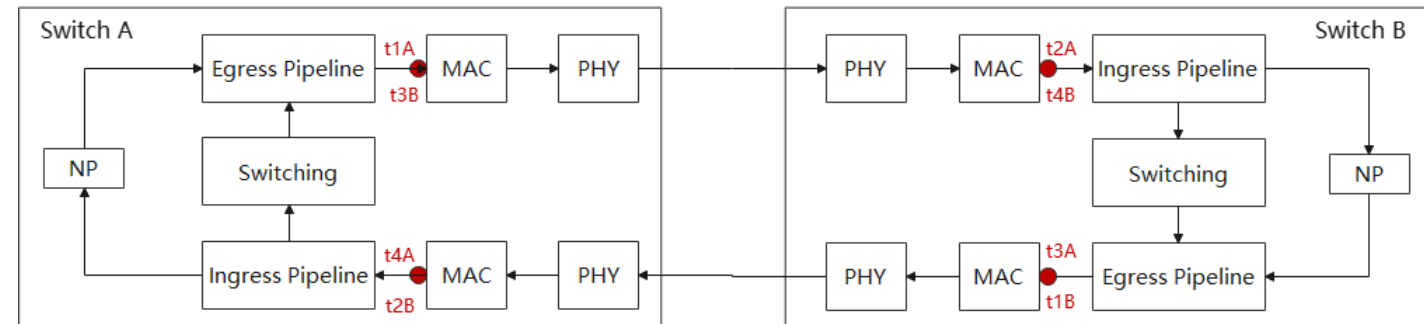 Switch A
Switch B
Egress Pipeline
t1A
t3B
MAC
PHY
PHY
MAC
t2A
t4B
Ingress Pipeline
NP
Switching
Switching
NP
Ingress Pipeline
t4A
t2B
MAC
PHY
PHY
MAC
t3A
t1B
Egress Pipeline